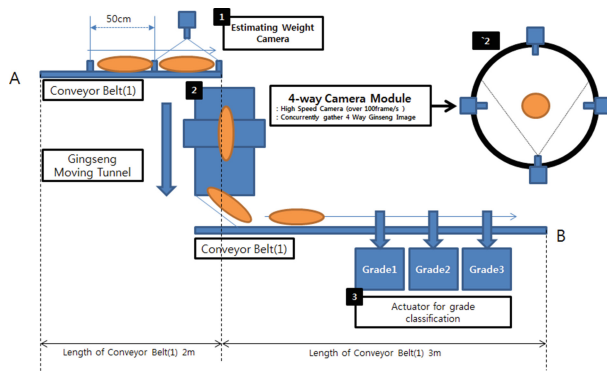 50cm
1
Estimating Weight
Camera
A
Conveyor Belt(1)
2
`2
4-way Camera Module
: High Speed Camera (over 100frame/s )
: Concurrently gather 4 Way Ginseng Image
Gingseng
Moving Tunnel
Conveyor Belt(1)
B
Grade1
Grade2
Grade3
3
Actuator for grade
classification
Length of Conveyor Belt(1) 2m
Length of Conveyor Belt(1) 3m